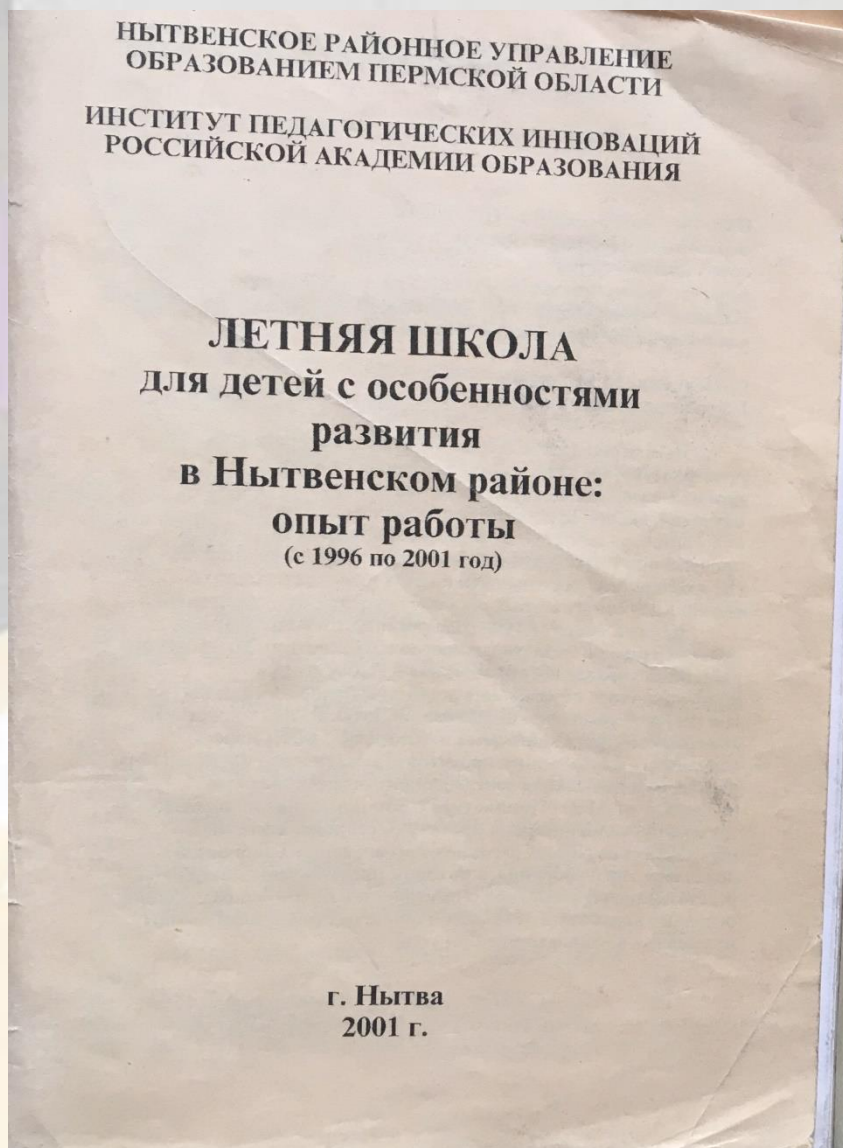 НЫТВЕНСКОЕ РАЙОННОЕ УПРАВЛЕНИЕ
ОБРАЗОВАНИЕМ ПЕРМСКОЙ ОБЛАСТИ
ИНСТИТУТ ПЕДАГОГИЧЕСКИХ ИННОВАЦИЙ
РОССИЙСКОЙ АКАДЕМИИ ОБРАЗОВАНИЯ
ЛЕТНЯЯ ШКОЛА
для детей с особенностями
развития
в Нытвенском районе:
опыт работы
(с 1996 по 2001 год)
г. Нытва
2001 г.